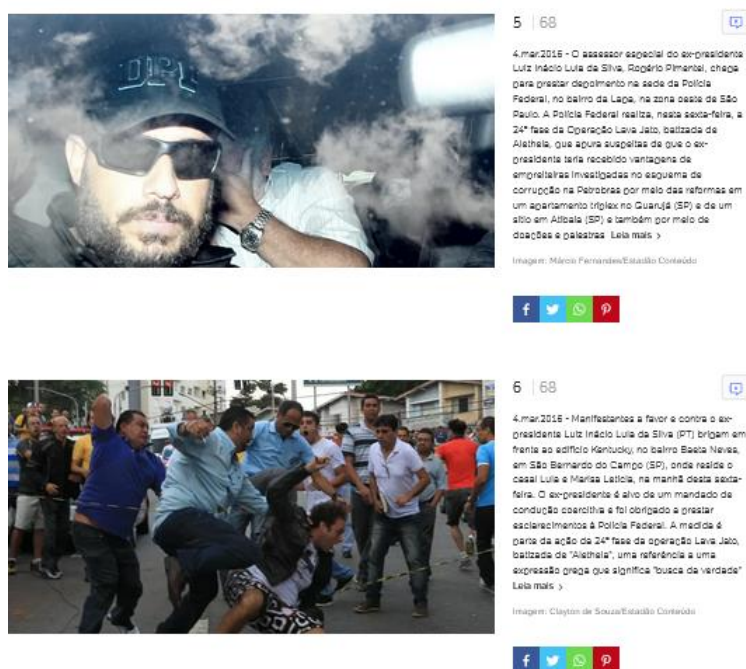 DPF
5 | 68
4.mar.2016 - O assessor especial do ex-presidente
Luiz Inácio Lula da Silva, Rogério Pimentel, chega
para prestar depoimento na sede da Polícia
Federal, no bairro da Lapa, na zona oeste de São
Paulo. A Polícia Federal realiza, nesta sexta-feira, a
24ª fase da Operação Lava Jato, batizada de
Aletheia, que apura suspeitas de que o ex-
presidente teria recebido vantagens de
empreiteiras investigadas no esquema de
corrupção na Petrobras por meio das reformas em
um apartamento triplex no Guarujá (SP) e de um
sítio em Atibaia (SP) e também por meio de
doações e palestras Leia mais >
Imagem: Márcio Fernandes/Estadão Conteúdo
6 | 68
4.mar.2016 - Manifestantes a favor e contra o ex-
presidente Luiz Inácio Lula da Silva (PT) brigam em
frente ao edifício Kentucky, no bairro Baeta Neves,
em São Bernardo do Campo (SP), onde reside o
casal Lula e Marisa Letícia, na manhã desta sexta-
feira. O ex-presidente é alvo de um mandado de
condução coercitiva e foi obrigado a prestar
esclarecimentos à Polícia Federal. A medida é
parte da ação da 24ª fase da operação Lava Jato,
batizada de "Aletheia", uma referência a uma
expressão grega que significa "busca da verdade"
Leia mais >
Imagem: Clayton de Souza/Estadão Conteúdo